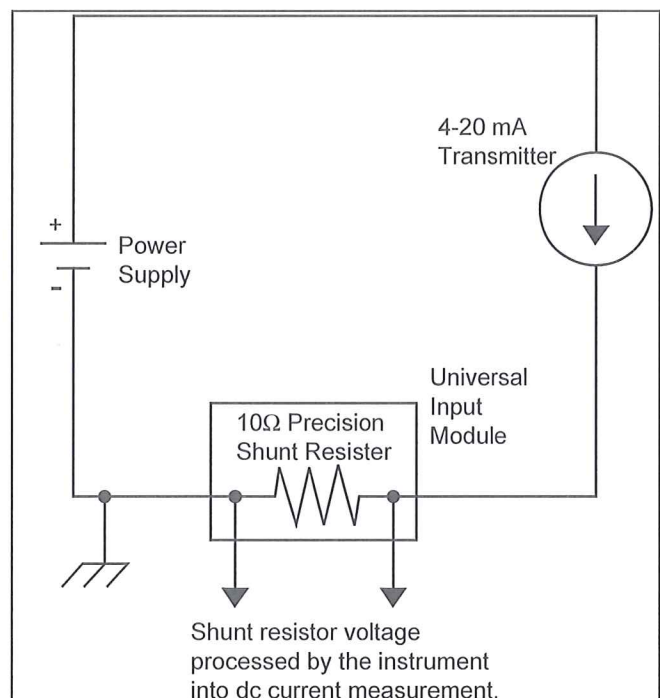 4-20 mA
Transmitter
+
Power
Supply
-
Universal
Input
Module
10Ω Precision
Shunt Resister
Shunt resistor voltage
processed by the instrument
into dc current measurement.